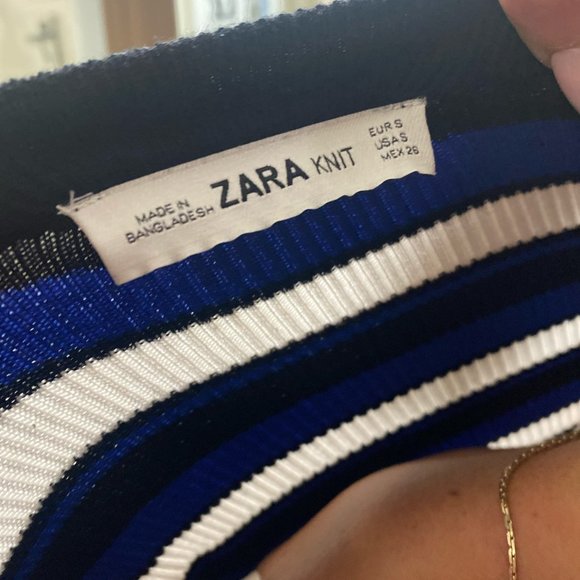 MADE IN
BANGLADESH
ZARA KNIT
EUR S
USA S
MEX 26